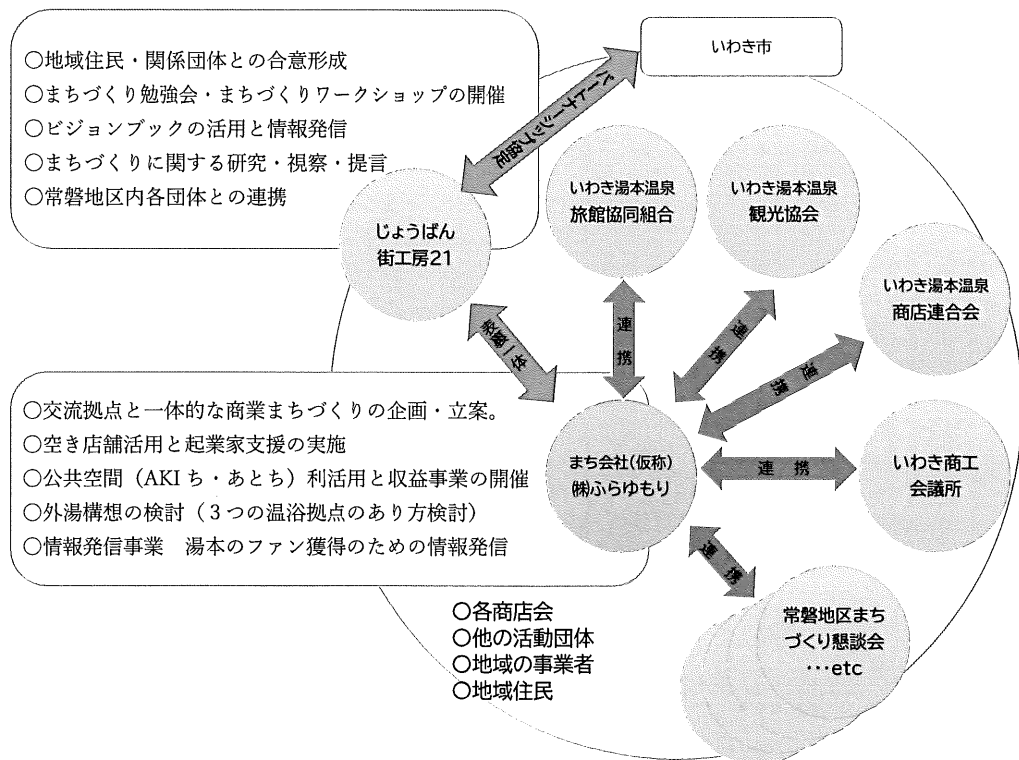 いわき市
○地域住民・関係団体との合意形成
○まちづくり勉強会・まちづくりワークショップの開催
○ビジョンブックの活用と情報発信
○まちづくりに関する研究・視察・提言
○常磐地区内各団体との連携
パートナーシップ協定
じょうばん
街工房21
いわき湯本温泉
旅館協同組合
いわき湯本温泉
観光協会
いわき湯本温泉
商店連合会
表裏一体
連携
連携
連携
○交流拠点と一体的な商業まちづくりの企画・立案。
○空き店舗活用と起業家支援の実施
○公共空間（AKIち・あとち）利活用と収益事業の開催
○外湯構想の検討（３つの温浴拠点のあり方検討）
○情報発信事業　湯本のファン獲得のための情報発信
まち会社(仮称)
㈱ふらゆもり
連携
いわき商工
会議所
連携
○各商店会
○他の活動団体
○地域の事業者
○地域住民
常磐地区まち
づくり懇談会
…etc